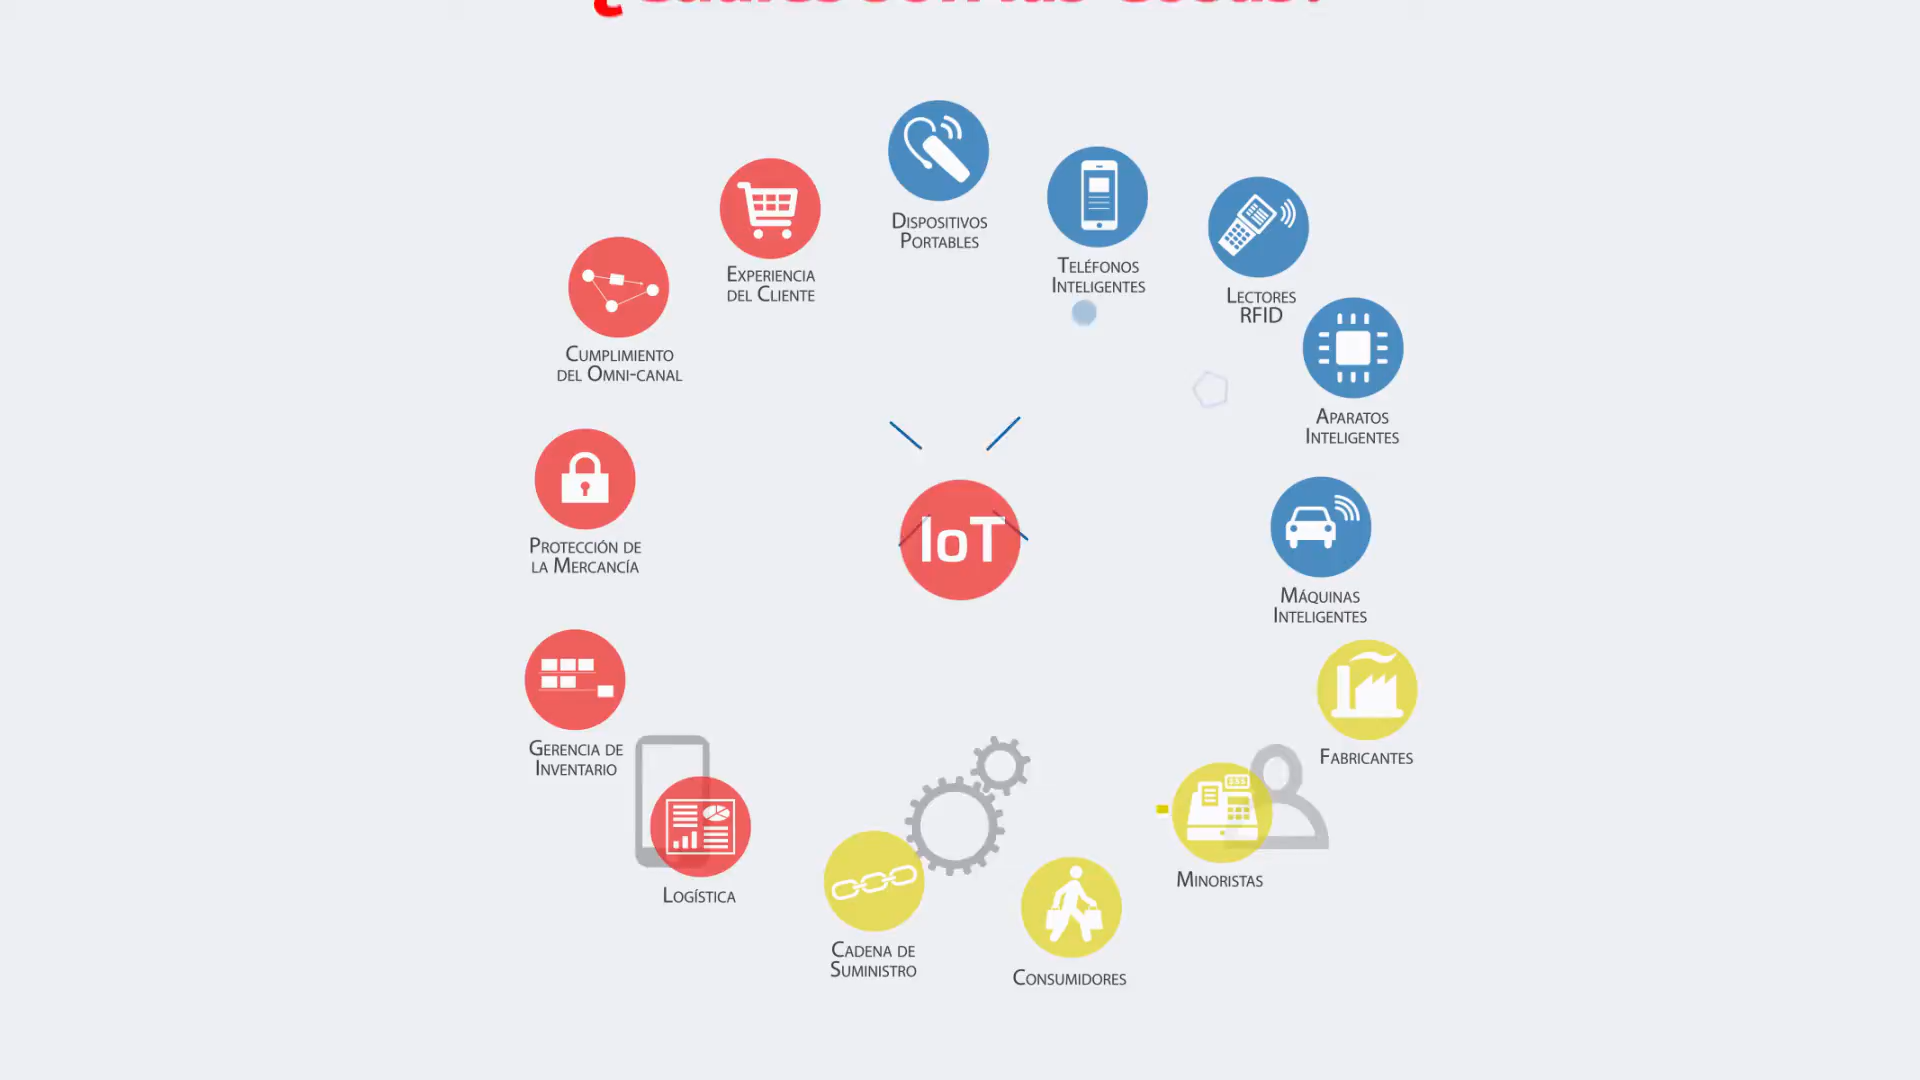 Dispositivos
Portables
Teléfonos
Inteligentes
Lectores
RFID
Aparatos
Inteligentes
Máquinas
Inteligentes
Fabricantes
Minoristas
Consumidores
Cadena de
Suministro
Logística
Gerencia de
Inventario
Protección de
la Mercancía
Cumplimiento
del Omni-canal
Experiencia
del Cliente
IoT